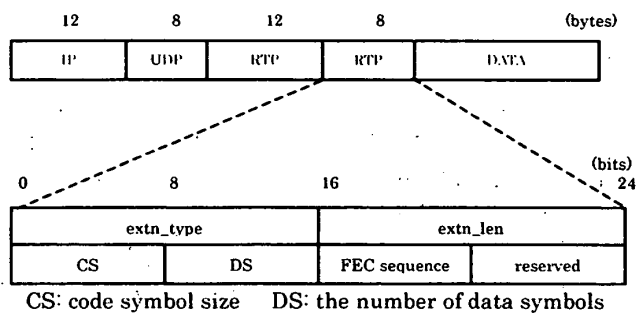 12 8 12 8 (bytes)
IP UDP RTP RTP DATA
(bits)
0 8 16 24
extn_type extn_len
CS DS FEC sequence reserved
CS: code symbol size DS: the number of data symbols